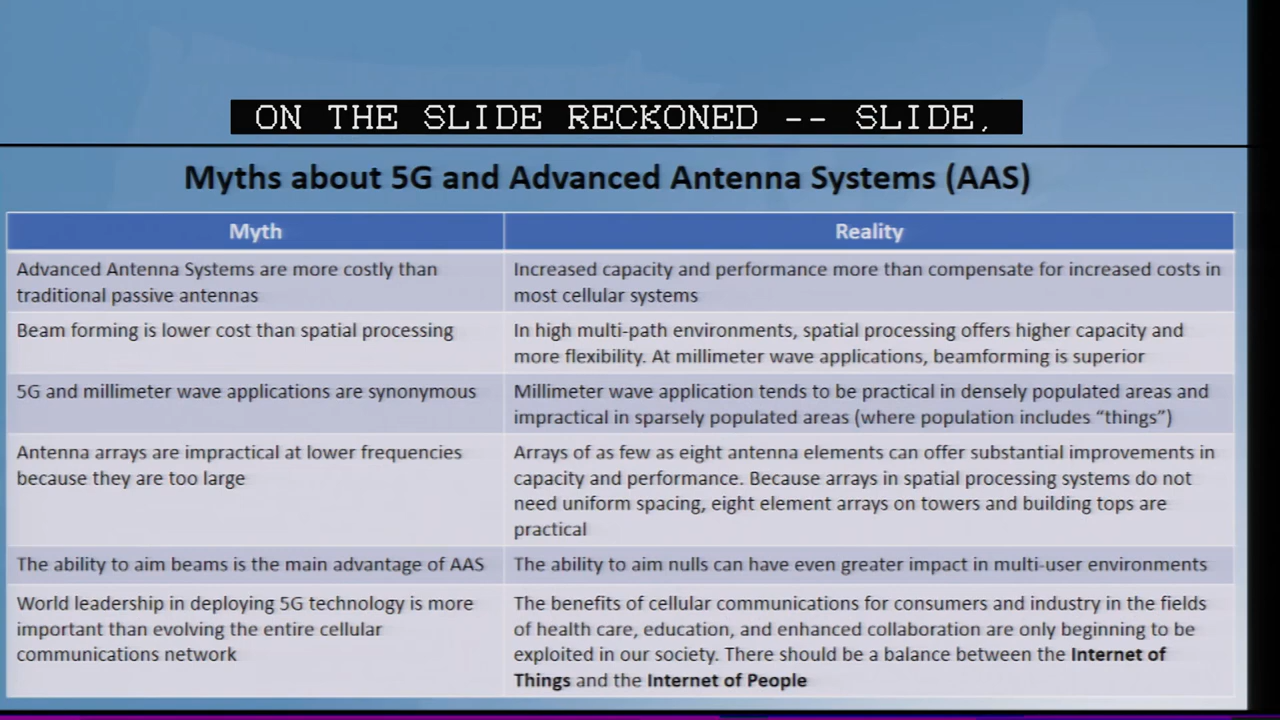 ON THE SLIDE RECKONED -- SLIDE,
Myths about 5G and Advanced Antenna Systems (AAS)
Myth
Reality
Advanced Antenna Systems are more costly than
traditional passive antennas
Increased capacity and performance more than compensate for increased costs in
most cellular systems
Beam forming is lower cost than spatial processing
In high multi-path environments, spatial processing offers higher capacity and
more flexibility. At millimeter wave applications, beamforming is superior
5G and millimeter wave applications are synonymous
Millimeter wave application tends to be practical in densely populated areas and
impractical in sparsely populated areas (where population includes “things”)
Antenna arrays are impractical at lower frequencies
because they are too large
Arrays of as few as eight antenna elements can offer substantial improvements in
capacity and performance. Because arrays in spatial processing systems do not
need uniform spacing, eight element arrays on towers and building tops are
practical
The ability to aim beams is the main advantage of AAS
The ability to aim nulls can have even greater impact in multi-user environments
World leadership in deploying 5G technology is more
important than evolving the entire cellular
communications network
The benefits of cellular communications for consumers and industry in the fields
of health care, education, and enhanced collaboration are only beginning to be
exploited in our society. There should be a balance between the Internet of
Things and the Internet of People